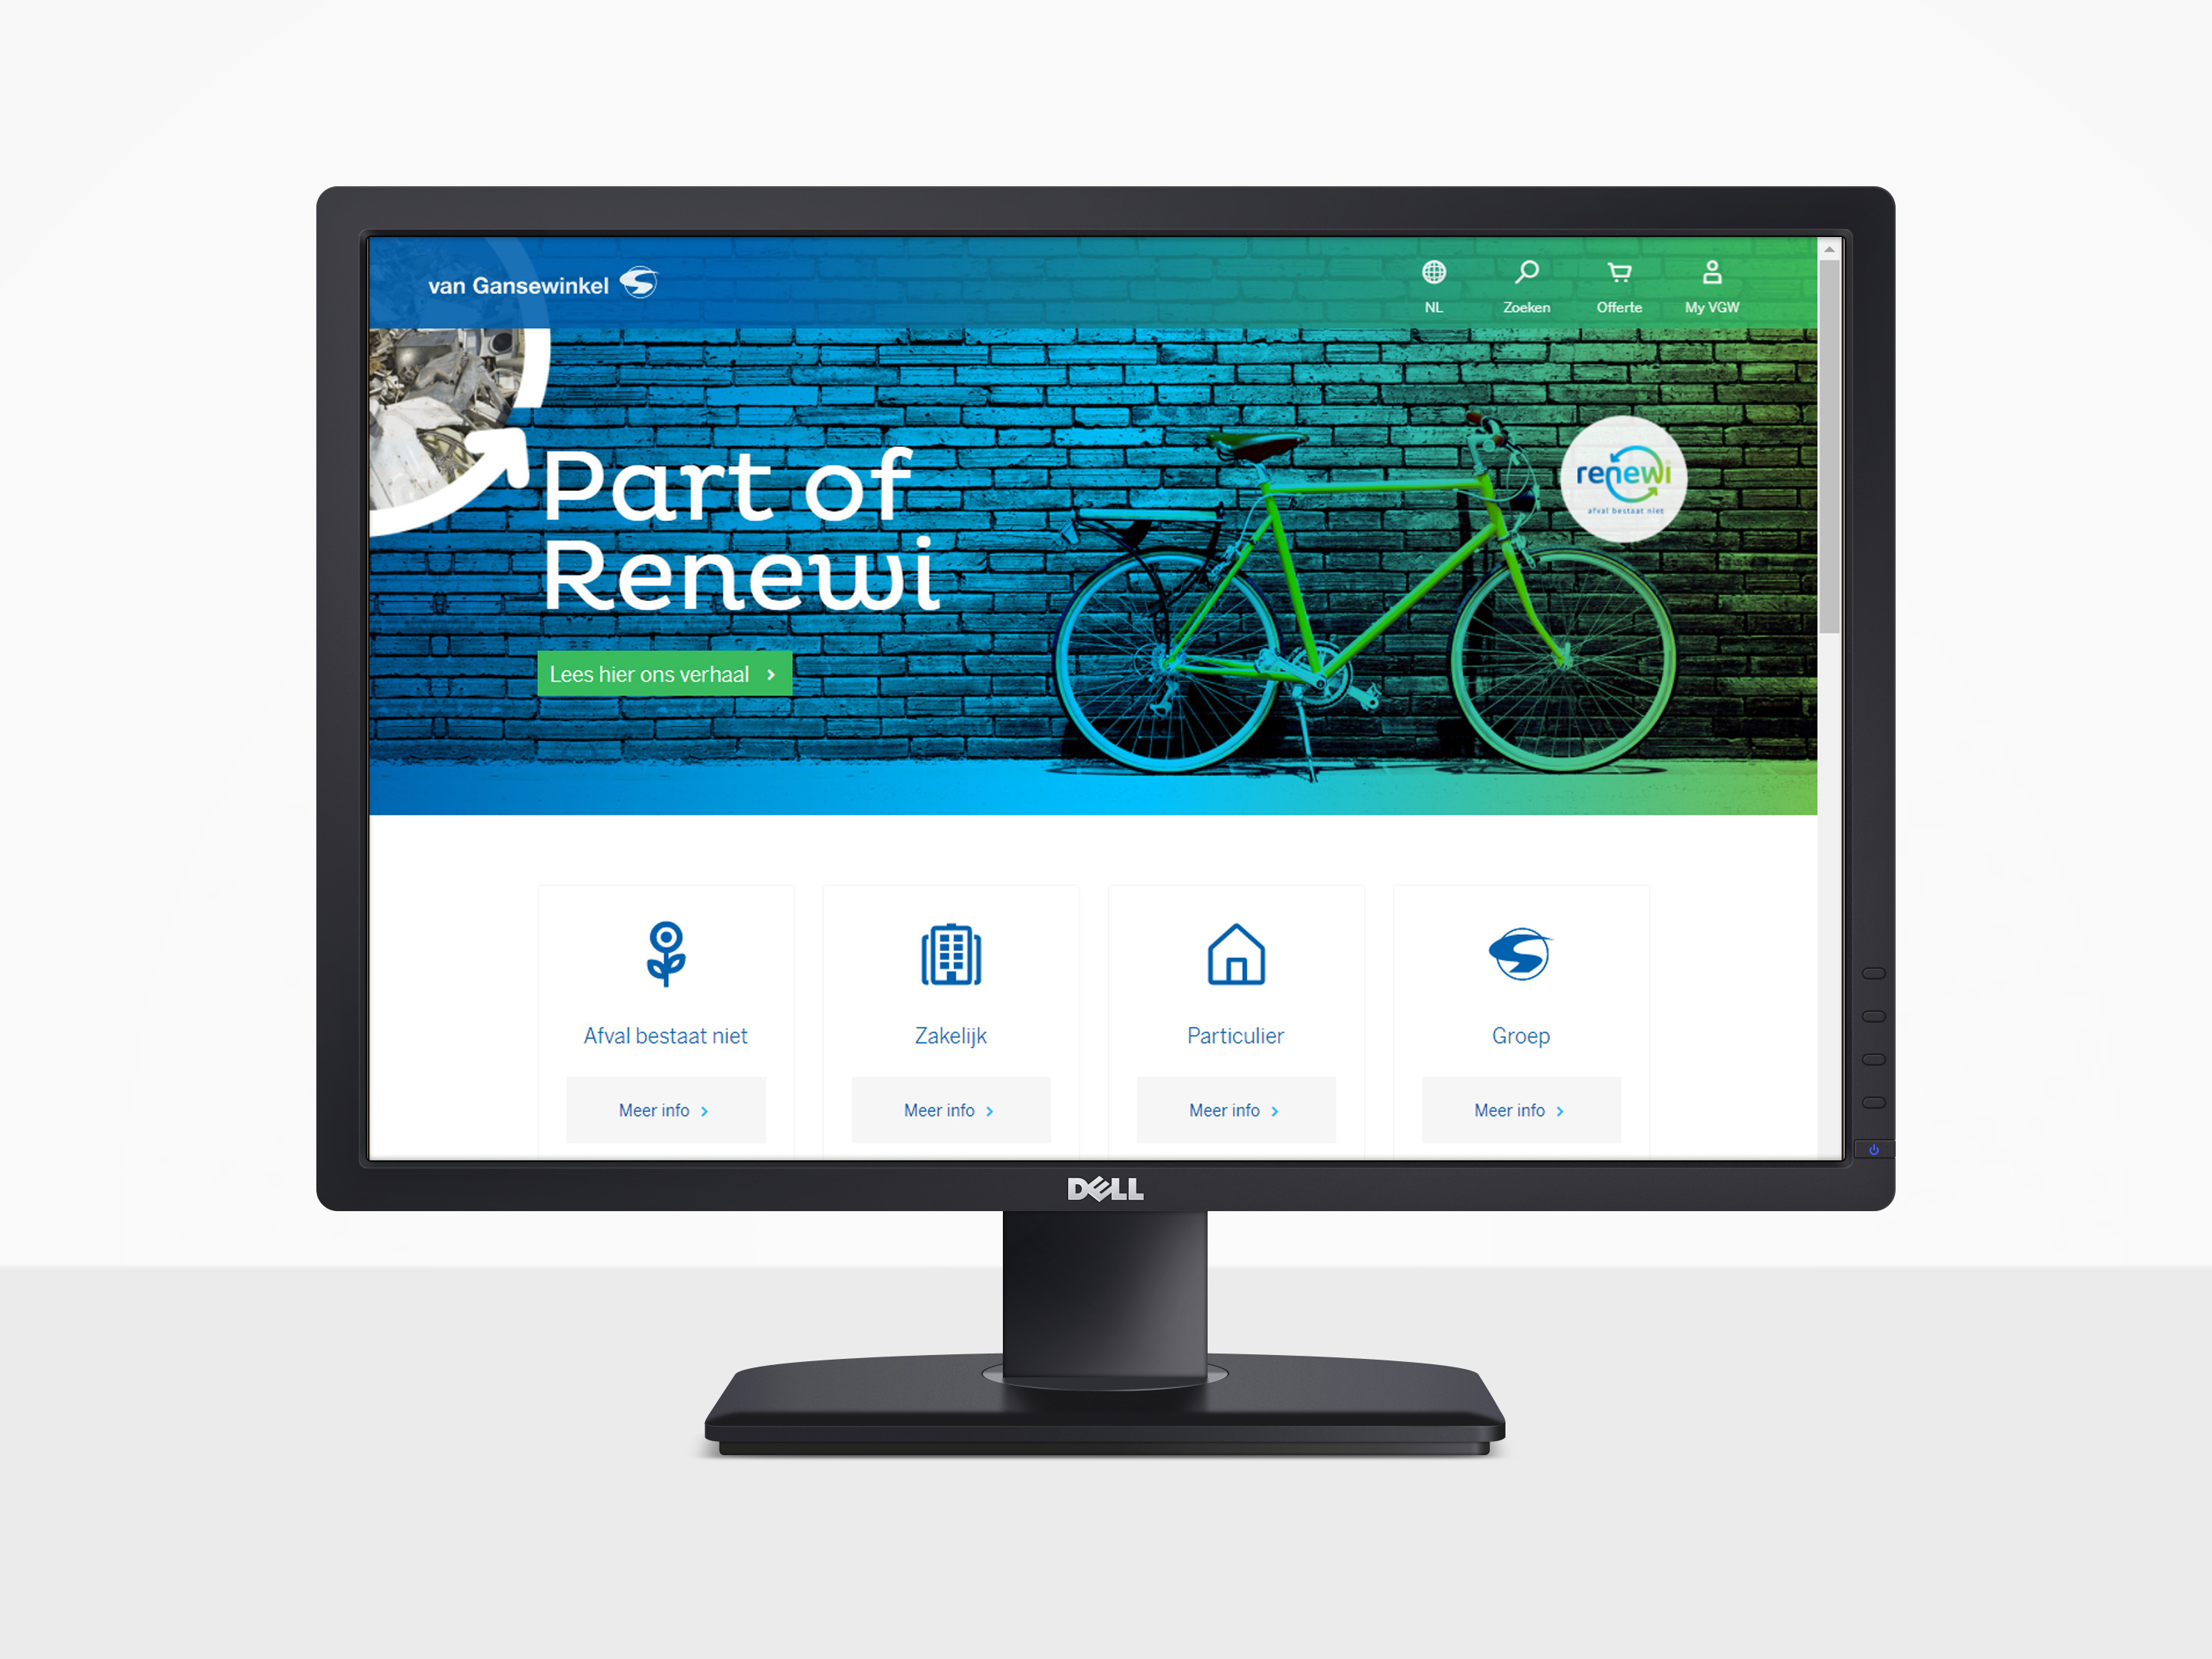 van Gansewinkel
NL
Zoeken
Offerte
My VGW
Part of
Renewi
renewi
afval bestaat niet
Lees hier ons verhaal
Afval bestaat niet
Zakelijk
Particulier
Groep
Meer info
Meer info
Meer info
Meer info
DELL